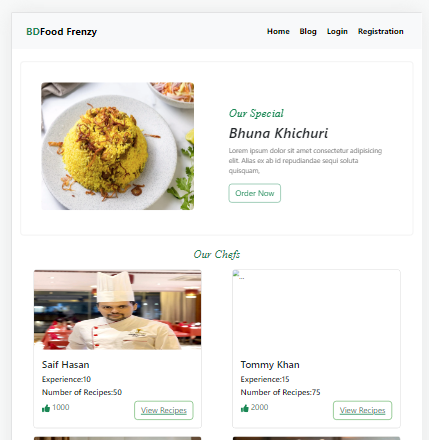 BDFood Frenzy
Home Blog Login Registration
Our Special
Bhuna Khichuri
Lorem ipsum dolor sit amet consectetur adipisicing
elit. Alias ex ab id repudiandae sequi soluta
quisquam,
Order Now
Our Chefs
Saif Hasan
Experience:10
Number of Recipes:50
1000
View Recipes
Tommy Khan
Experience:15
Number of Recipes:75
2000
View Recipes